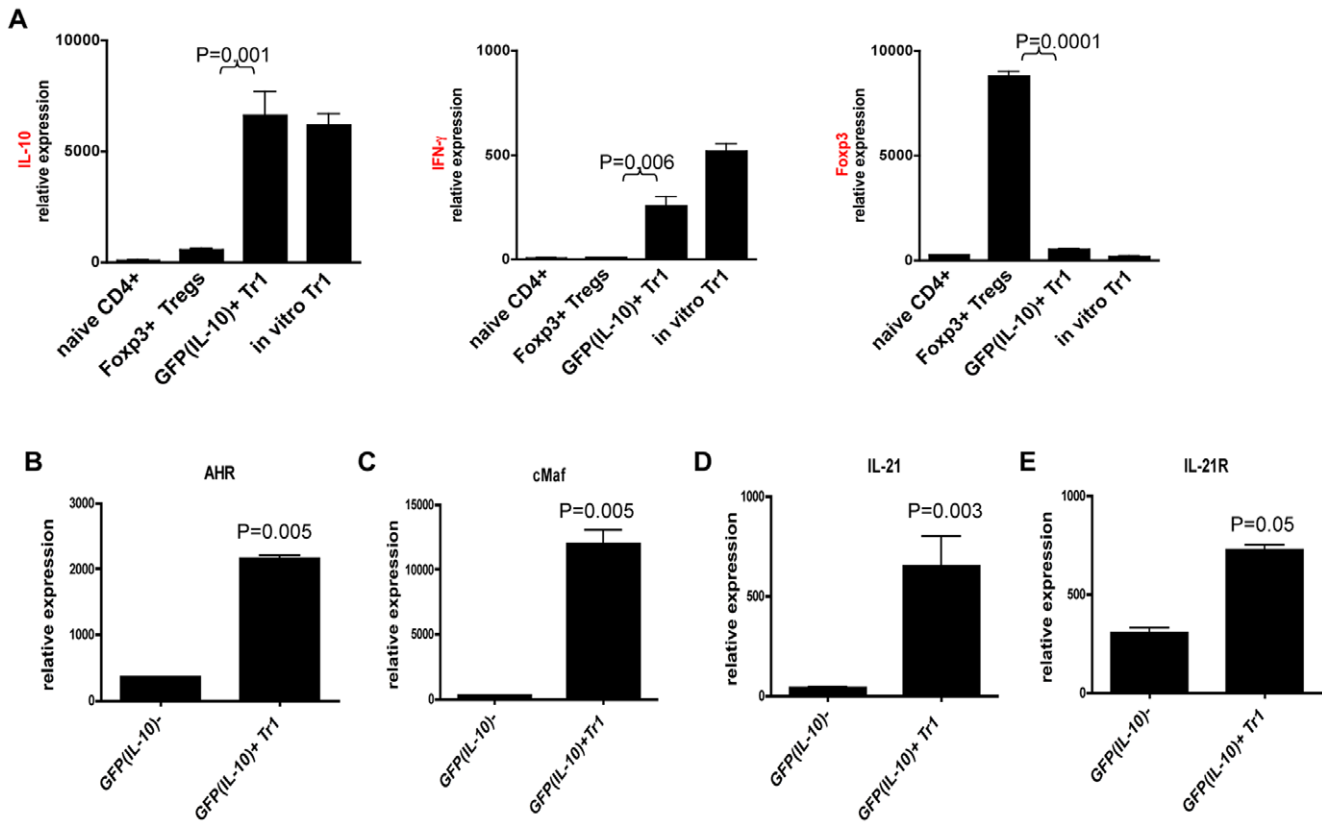 A
P=0,001
10000
5000
0
IL-10
relative expression
naive CD4+
Foxp3+ Tregs
GFP(IL-10)+ Tr1
in vitro Tr1
P=0,006
1000
500
0
IFN-γ
relative expression
naive CD4+
Foxp3+ Tregs
GFP(IL-10)+ Tr1
in vitro Tr1
P=0.0001
10000
5000
0
Foxp3
relative expression
naive CD4+
Foxp3+ Tregs
GFP(IL-10)+ Tr1
in vitro Tr1
B
AHR
P=0.005
3000
2000
1000
0
relative expression
GFP(IL-10)-
GFP(IL-10)+ Tr1
C
cMaf
P=0.005
15000
10000
5000
0
relative expression
GFP(IL-10)-
GFP(IL-10)+Tr1
D
IL-21
P=0.003
1000
500
0
relative expression
GFP(IL-10)-
GFP(IL-10)+ Tr1
E
IL-21R
P=0.05
1000
500
0
relative expression
GFP(IL-10)-
GFP(IL-10)+ Tr1